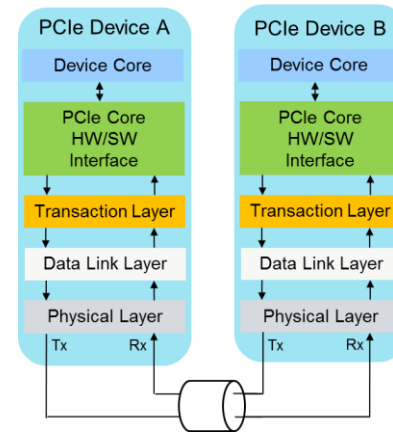 PCIe Device A
Device Core
PCIe Core
HW/SW
Interface
Transaction Layer
Data Link Layer
Physical Layer
Tx
Rx
PCIe Device B
Device Core
PCIe Core
HW/SW
Interface
Transaction Layer
Data Link Layer
Physical Layer
Tx
Rx